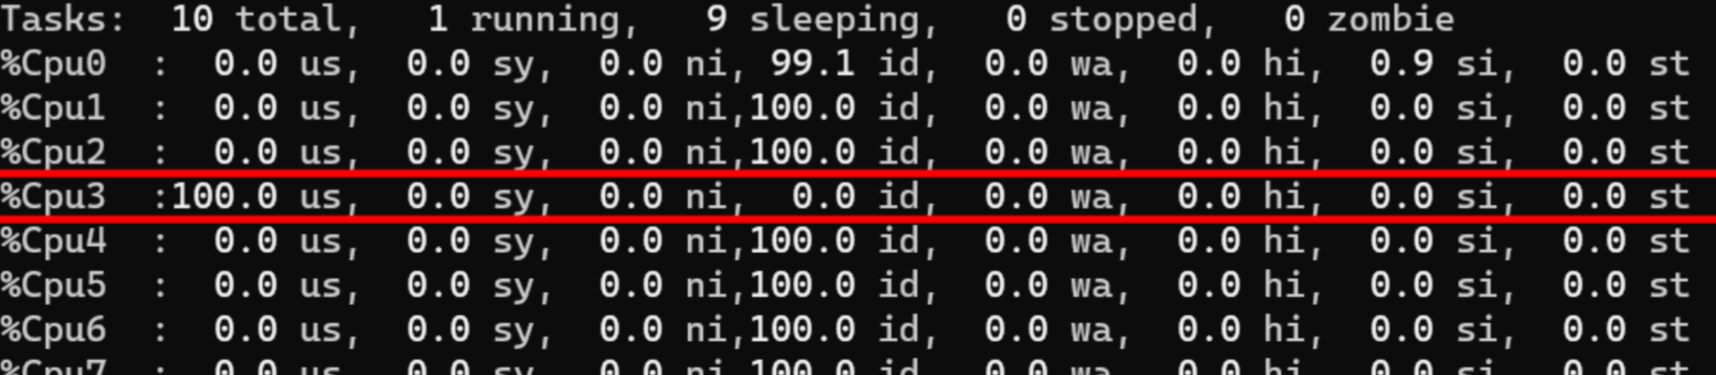 Tasks:  10 total,   1 running,   9 sleeping,   0 stopped,   0 zombie
%Cpu0  :  0.0 us,  0.0 sy,  0.0 ni, 99.1 id,  0.0 wa,  0.0 hi,  0.9 si,  0.0 st
%Cpu1  :  0.0 us,  0.0 sy,  0.0 ni,100.0 id,  0.0 wa,  0.0 hi,  0.0 si,  0.0 st
%Cpu2  :  0.0 us,  0.0 sy,  0.0 ni,100.0 id,  0.0 wa,  0.0 hi,  0.0 si,  0.0 st
%Cpu3  :100.0 us,  0.0 sy,  0.0 ni,  0.0 id,  0.0 wa,  0.0 hi,  0.0 si,  0.0 st
%Cpu4  :  0.0 us,  0.0 sy,  0.0 ni,100.0 id,  0.0 wa,  0.0 hi,  0.0 si,  0.0 st
%Cpu5  :  0.0 us,  0.0 sy,  0.0 ni,100.0 id,  0.0 wa,  0.0 hi,  0.0 si,  0.0 st
%Cpu6  :  0.0 us,  0.0 sy,  0.0 ni,100.0 id,  0.0 wa,  0.0 hi,  0.0 si,  0.0 st
%Cpu7  :  0.0 us,  0.0 sy,  0.0 ni,100.0 id,  0.0 wa,  0.0 hi,  0.0 si,  0.0 st